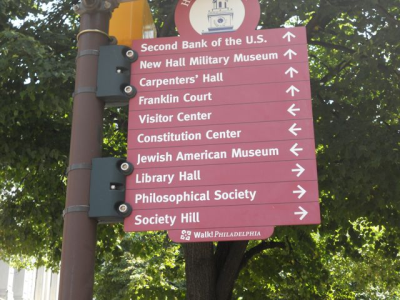 Second Bank of the U.S.
New Hall Military Museum
Carpenters' Hall
Franklin Court
Visitor Center
Constitution Center
Jewish American Museum
Library Hall
Philosophical Society
Society Hill
Walk! PHILADELPHIA